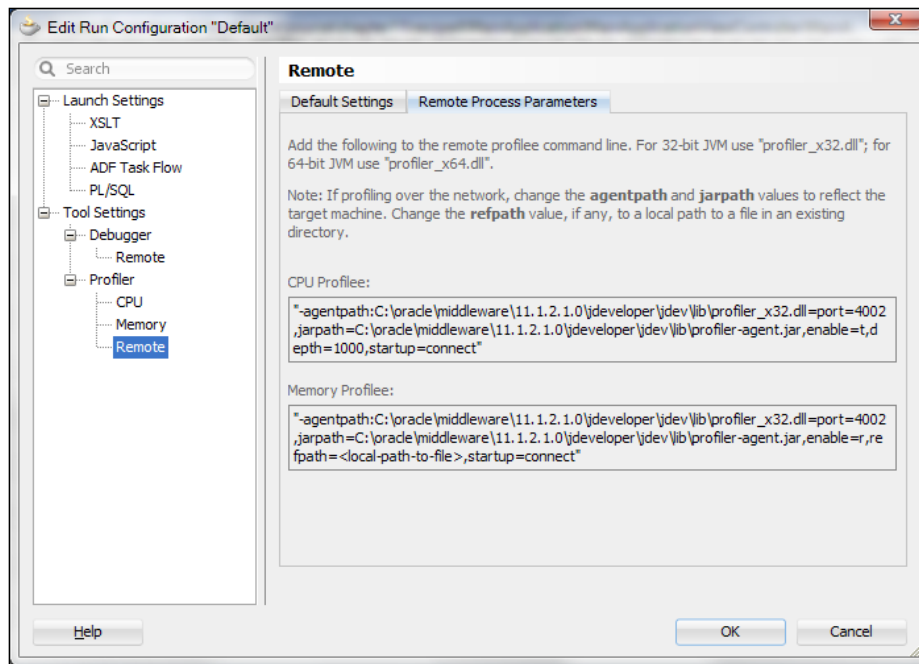 Edit Run Configuration "Default"
Search
Launch Settings
XSLT
JavaScript
ADF Task Flow
PL/SQL
Tool Settings
Debugger
Remote
Profiler
CPU
Memory
Remote
Remote
Default Settings
Remote Process Parameters
Add the following to the remote profilee command line. For 32-bit JVM use "profiler_x32.dll"; for
64-bit JVM use "profiler_x64.dll".
Note: If profiling over the network, change the agentpath and jarpath values to reflect the
target machine. Change the refpath value, if any, to a local path to a file in an existing
directory.
CPU Profilee:
"-agentpath:C:\oracle\middleware\11.1.2.1.0\jdeveloper\jdev\lib\profiler_x32.dll=port=4002
,jarpath=C:\oracle\middleware\11.1.2.1.0\jdeveloper\jdev\lib\profiler-agent.jar,enable=t,d
epth=1000,startup=connect"
Memory Profilee:
"-agentpath:C:\oracle\middleware\11.1.2.1.0\jdeveloper\jdev\lib\profiler_x32.dll=port=4002
,jarpath=C:\oracle\middleware\11.1.2.1.0\jdeveloper\jdev\lib\profiler-agent.jar,enable=r,re
fpath=<local-path-to-file>,startup=connect"
Help
OK
Cancel